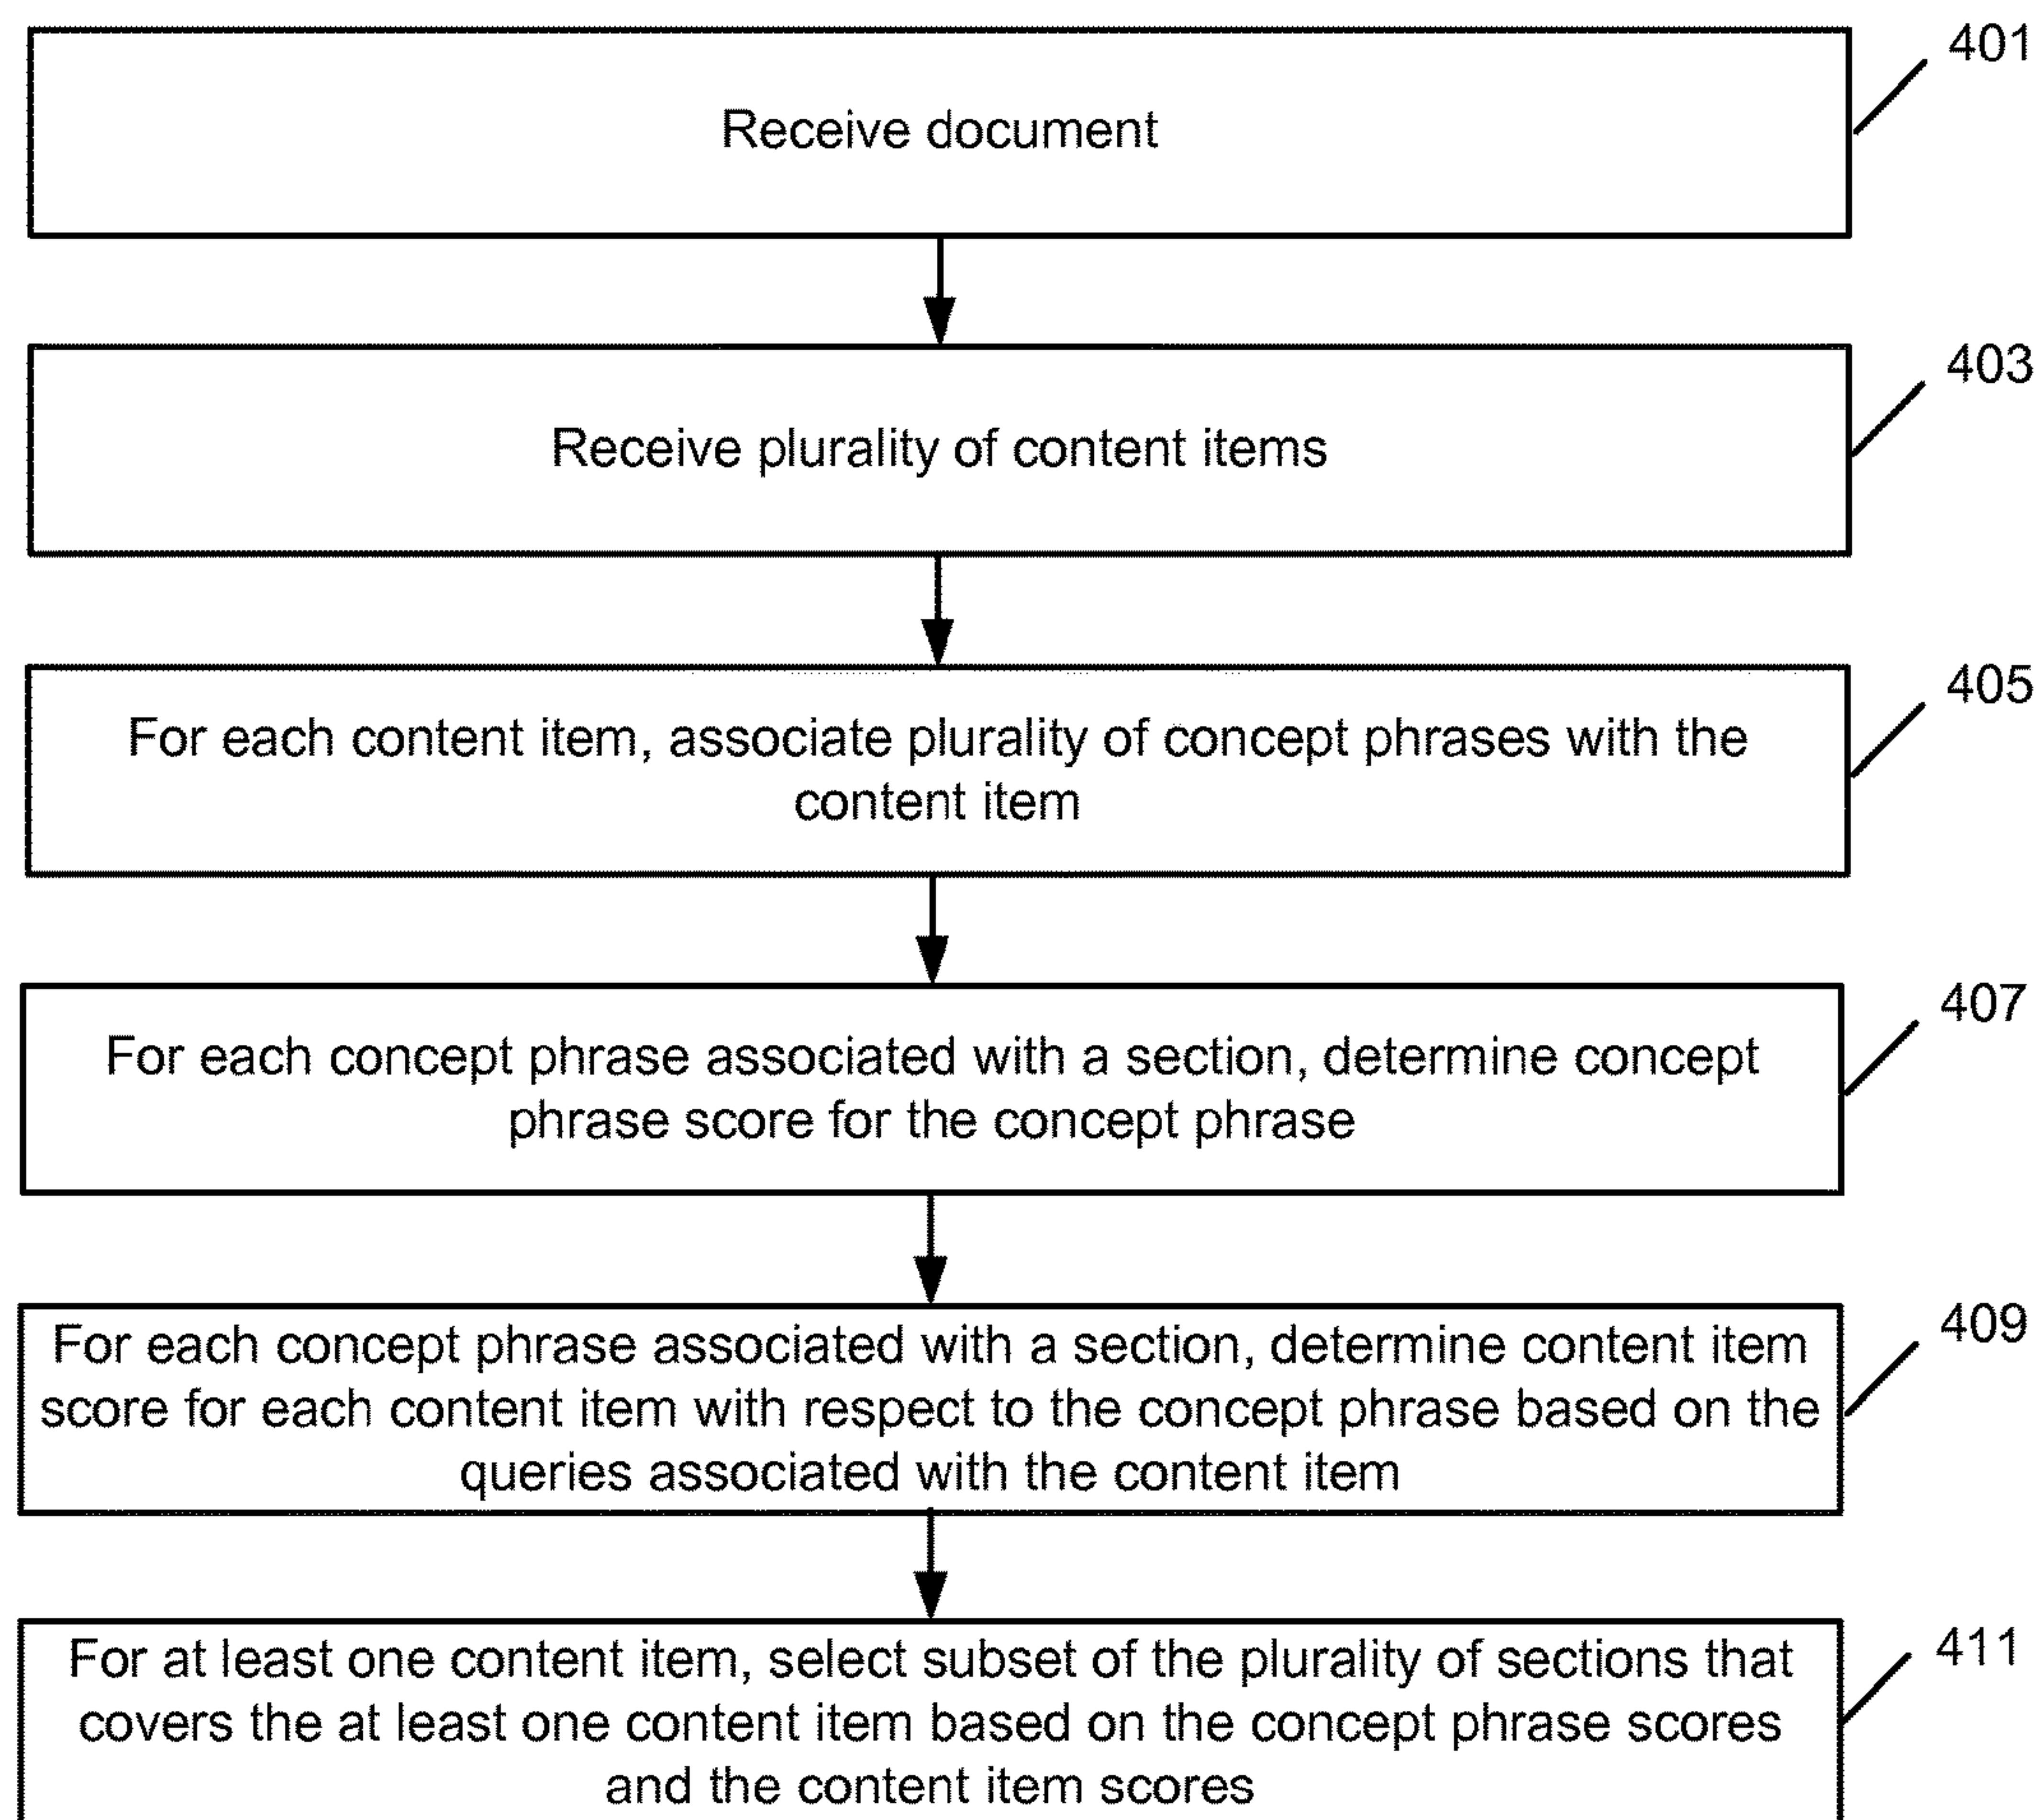 401
Receive document
403
Receive plurality of content items
405
For each content item, associate plurality of concept phrases with the
content item
407
For each concept phrase associated with a section, determine concept
phrase score for the concept phrase
409
For each concept phrase associated with a section, determine content item
score for each content item with respect to the concept phrase based on the
queries associated with the content item
411
For at least one content item, select subset of the plurality of sections that
covers the at least one content item based on the concept phrase scores
and the content item scores